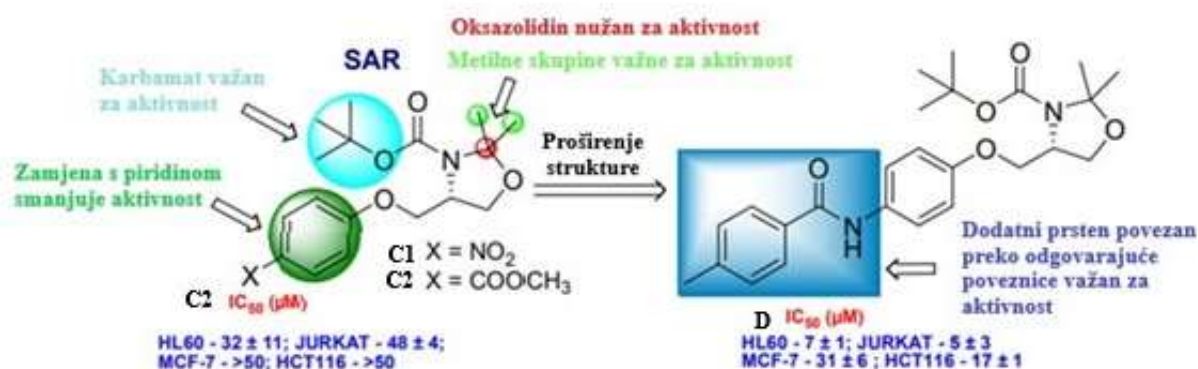 Oksazolidin nužan za aktivnost
SAR
Metilne skupine važne za aktivnost
Karbamat važan
za aktivnost
O
O
N
O
Proširenje
strukture
Zamjena s piridinom
smanjuje aktivnost
O
X
C1 X = NO₂
C2 X = COOCH₃
C2 IC₅₀ (µM)
HL60 - 32 ± 11; JURKAT - 48 ± 4;
MCF-7 - >50; HCT116 - >50
O
O
N
O
O
O
N
H
Dodatni prsten povezan
preko odgovarajuće
poveznice važan za
aktivnost
D IC₅₀ (µM)
HL60 - 7 ± 1; JURKAT - 5 ± 3
MCF-7 - 31 ± 6 ; HCT116 - 17 ± 1